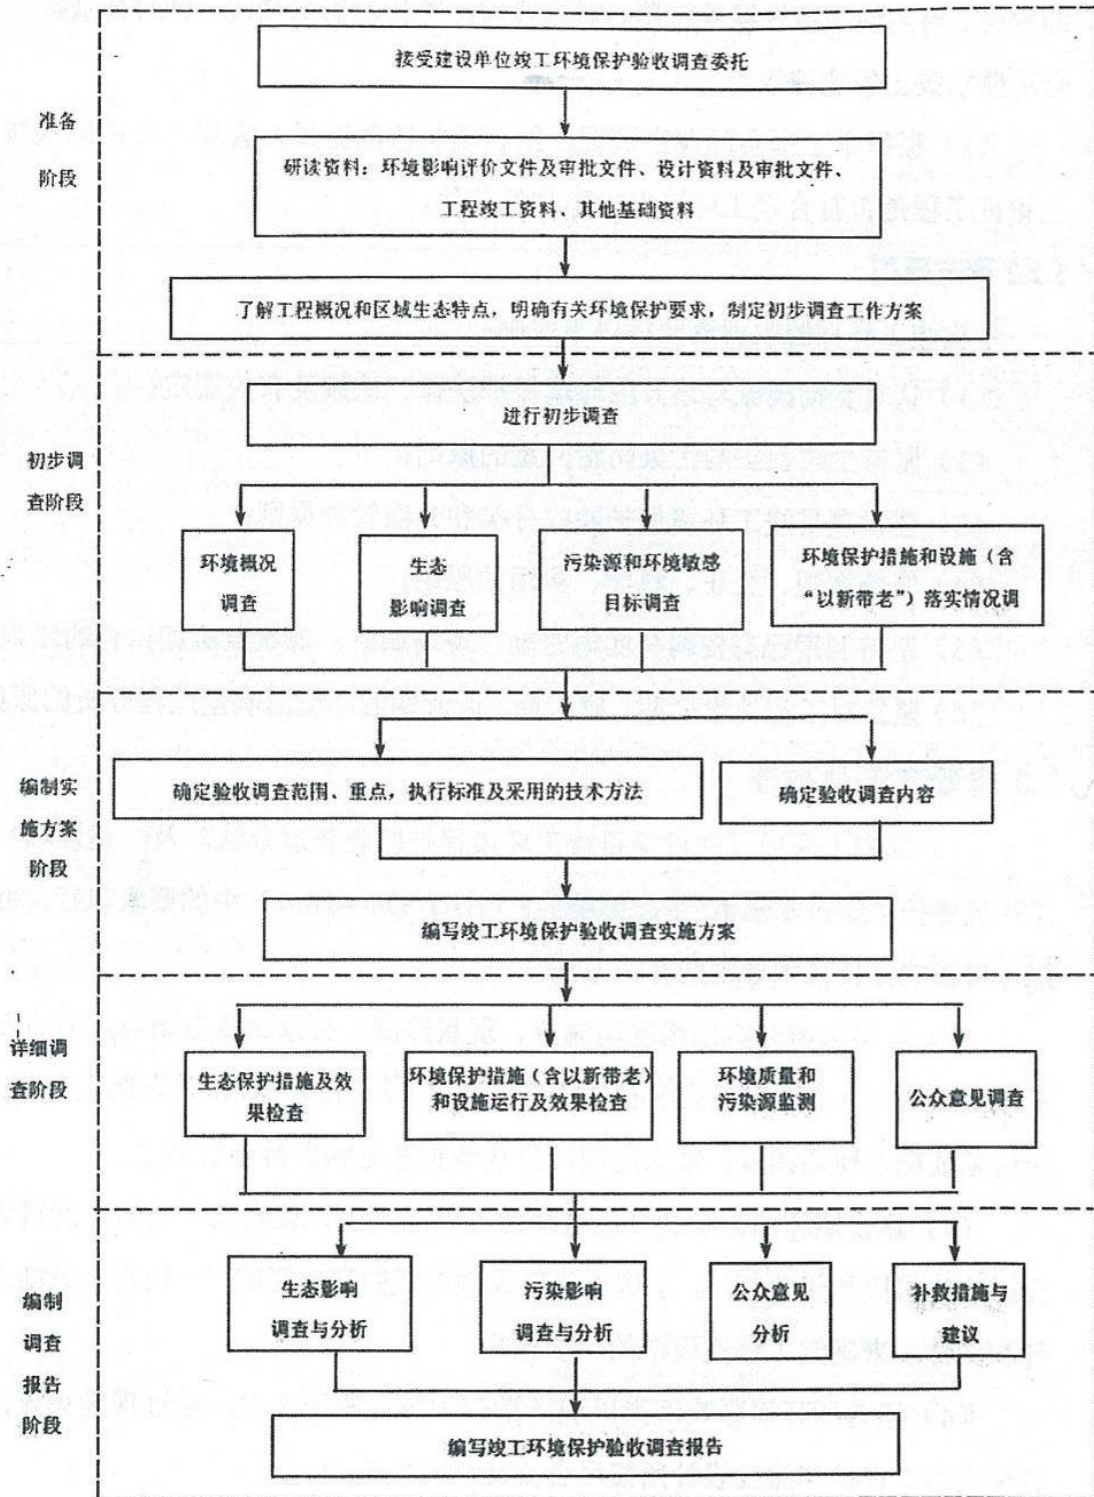 接受建设单位竣工环境保护验收调查委托
准备
阶段
研读资料：环境影响评价文件及审批文件、设计资料及审批文件、
工程竣工资料、其他基础资料
了解工程概况和区域生态特点，明确有关环境保护要求，制定初步调查工作方案
初步调
查阶段
进行初步调查
环境概况
调查
生态
影响调查
污染源和环境敏感
目标调查
环境保护措施和设施（含
“以新带老”）落实情况调
编制实
施方案
阶段
确定验收调查范围、重点，执行标准及采用的技术方法
确定验收调查内容
编写竣工环境保护验收调查实施方案
详细调
查阶段
生态保护措施及效
果检查
环境保护措施（含以新带老）
和设施运行及效果检查
环境质量和
污染源监测
公众意见调查
编制
调查
报告
阶段
生态影响
调查与分析
污染影响
调查与分析
公众意见
分析
补救措施与
建议
编写竣工环境保护验收调查报告